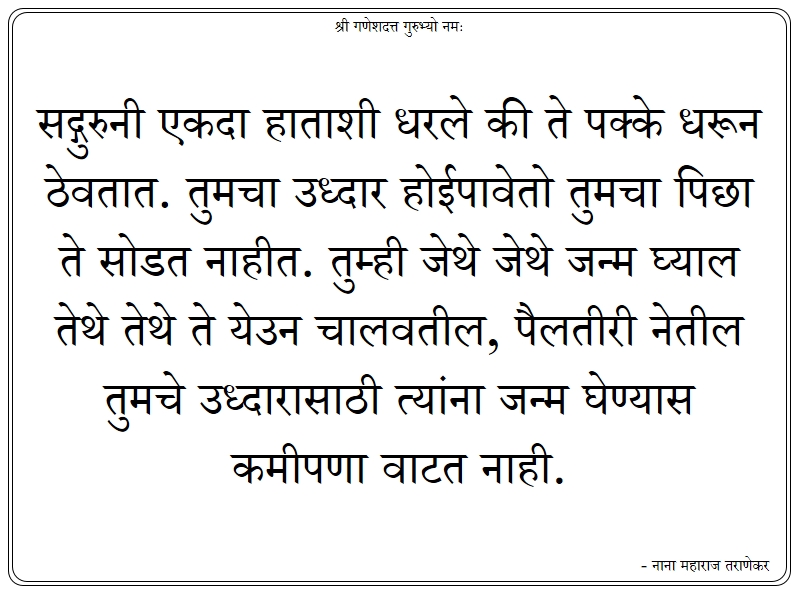 श्री गणेशदत्त गुरुभ्यो नमः
सद्गुरुनी एकदा हाताशी धरले की ते पक्के धरून
ठेवतात. तुमचा उध्दार होईपावेतो तुमचा पिछा
ते सोडत नाहीत. तुम्ही जेथे जेथे जन्म घ्याल
तेथे तेथे ते येउन चालवतील, पैलतीरी नेतील
तुमचे उध्दारासाठी त्यांना जन्म घेण्यास
कमीपणा वाटत नाही.
- नाना महाराज तराणेकर